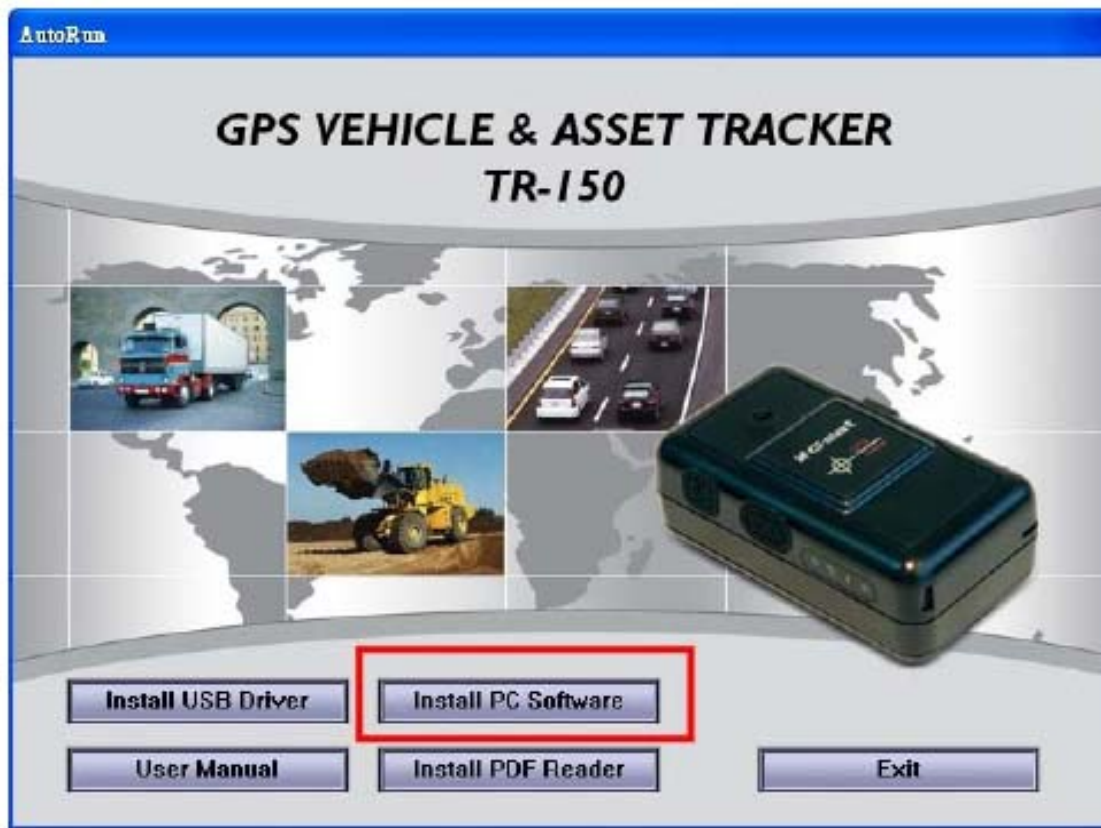 AutoRun
GPS VEHICLE & ASSET TRACKER
TR-150
Install USB Driver
Install PC Software
User Manual
Install PDF Reader
Exit